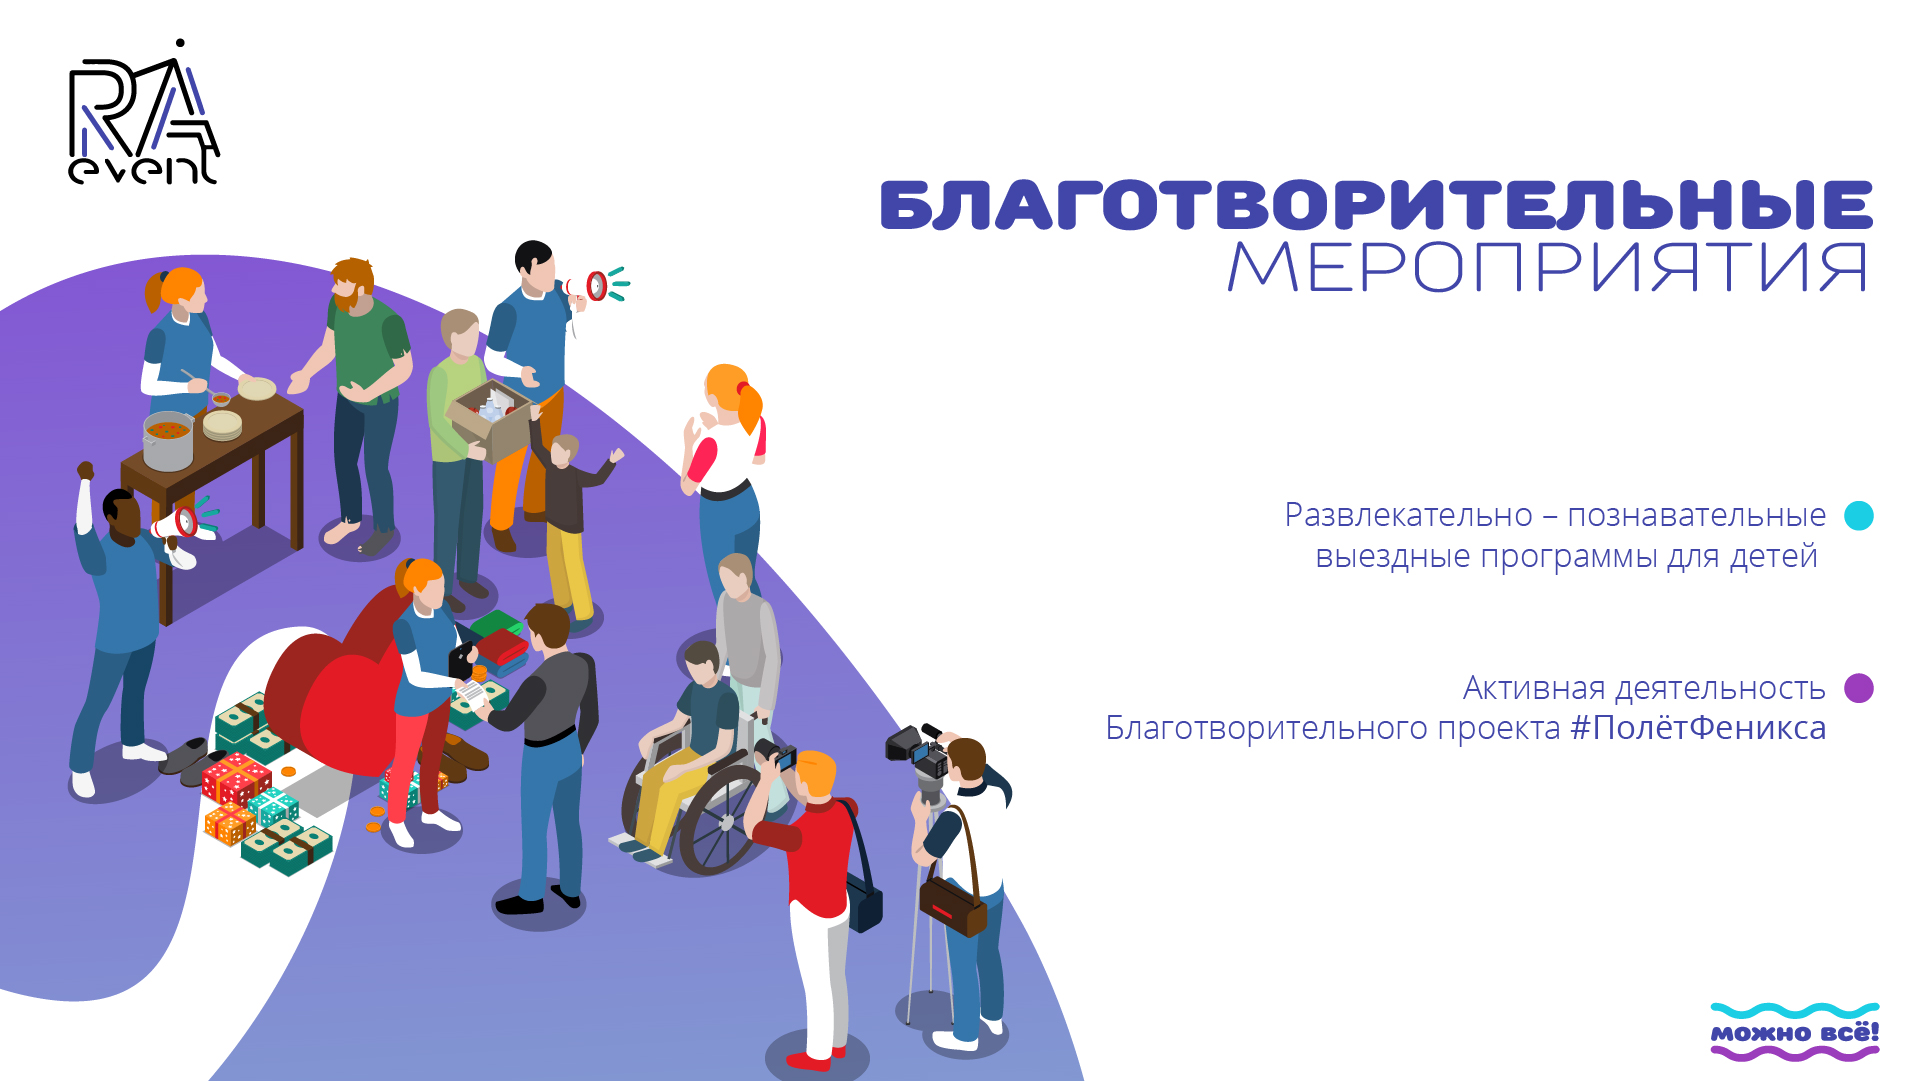 RA
event
БЛАГОТВОРИТЕЛЬНЫЕ
МЕРОПРИЯТИЯ
Развлекательно – познавательные
выездные программы для детей
Активная деятельность
Благотворительного проекта #ПолётФеникса
можно всё!